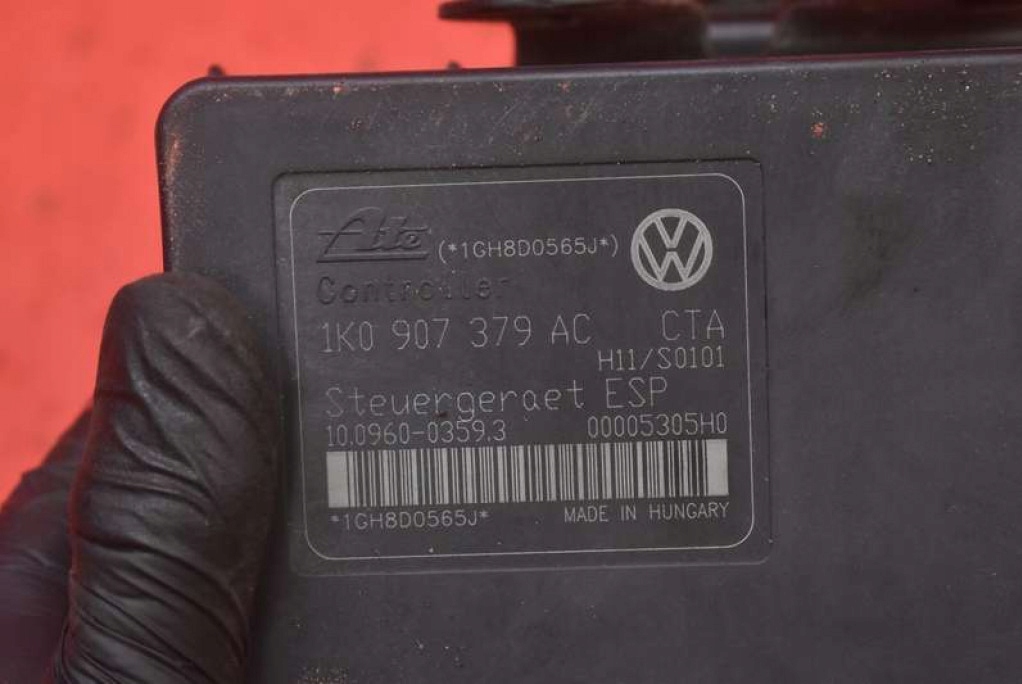 Ate (*1GH8D0565J*)
VW
Controller
1K0 907 379 AC CTA
H11/S0101
Steuergeraet ESP
10.0960-0359.3 00005305H0
*1GH8D0565J* MADE IN HUNGARY